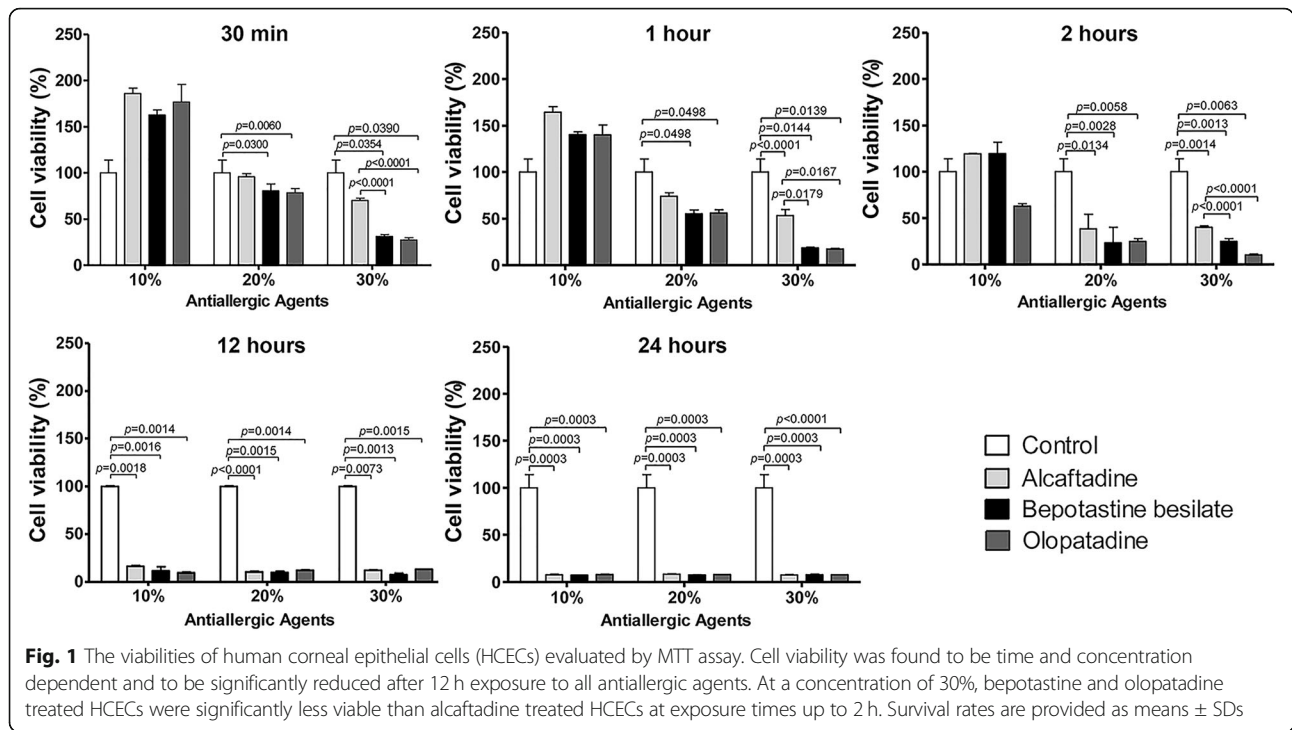 30 min
Cell viability (%)
250
200
150
100
50
0
p=0.0060
p=0.0300
p=0.0390
p=0.0354
p<0.0001
p<0.0001
10% 20% 30%
Antiallergic Agents
1 hour
Cell viability (%)
250
200
150
100
50
0
p=0.0498
p=0.0498
p=0.0139
p=0.0144
p<0.0001
p=0.0167
p=0.0179
10% 20% 30%
Antiallergic Agents
2 hours
Cell viability (%)
250
200
150
100
50
0
p=0.0058
p=0.0028
p=0.0134
p=0.0063
p=0.0013
p=0.0014
p<0.0001
p<0.0001
10% 20% 30%
Antiallergic Agents
12 hours
Cell viability (%)
250
200
150
100
50
0
p=0.0014
p=0.0016
p=0.0018
p=0.0014
p=0.0015
p<0.0001
p=0.0015
p=0.0013
p=0.0073
10% 20% 30%
Antiallergic Agents
24 hours
Cell viability (%)
250
200
150
100
50
0
p=0.0003
p=0.0003
p=0.0003
p=0.0003
p=0.0003
p=0.0003
p<0.0001
p=0.0003
p=0.0003
10% 20% 30%
Antiallergic Agents
Control
Alcaftadine
Bepotastine besilate
Olopatadine
Fig. 1 The viabilities of human corneal epithelial cells (HCECs) evaluated by MTT assay. Cell viability was found to be time and concentration
dependent and to be significantly reduced after 12 h exposure to all antiallergic agents. At a concentration of 30%, bepotastine and olopatadine
treated HCECs were significantly less viable than alcaftadine treated HCECs at exposure times up to 2 h. Survival rates are provided as means ± SDs